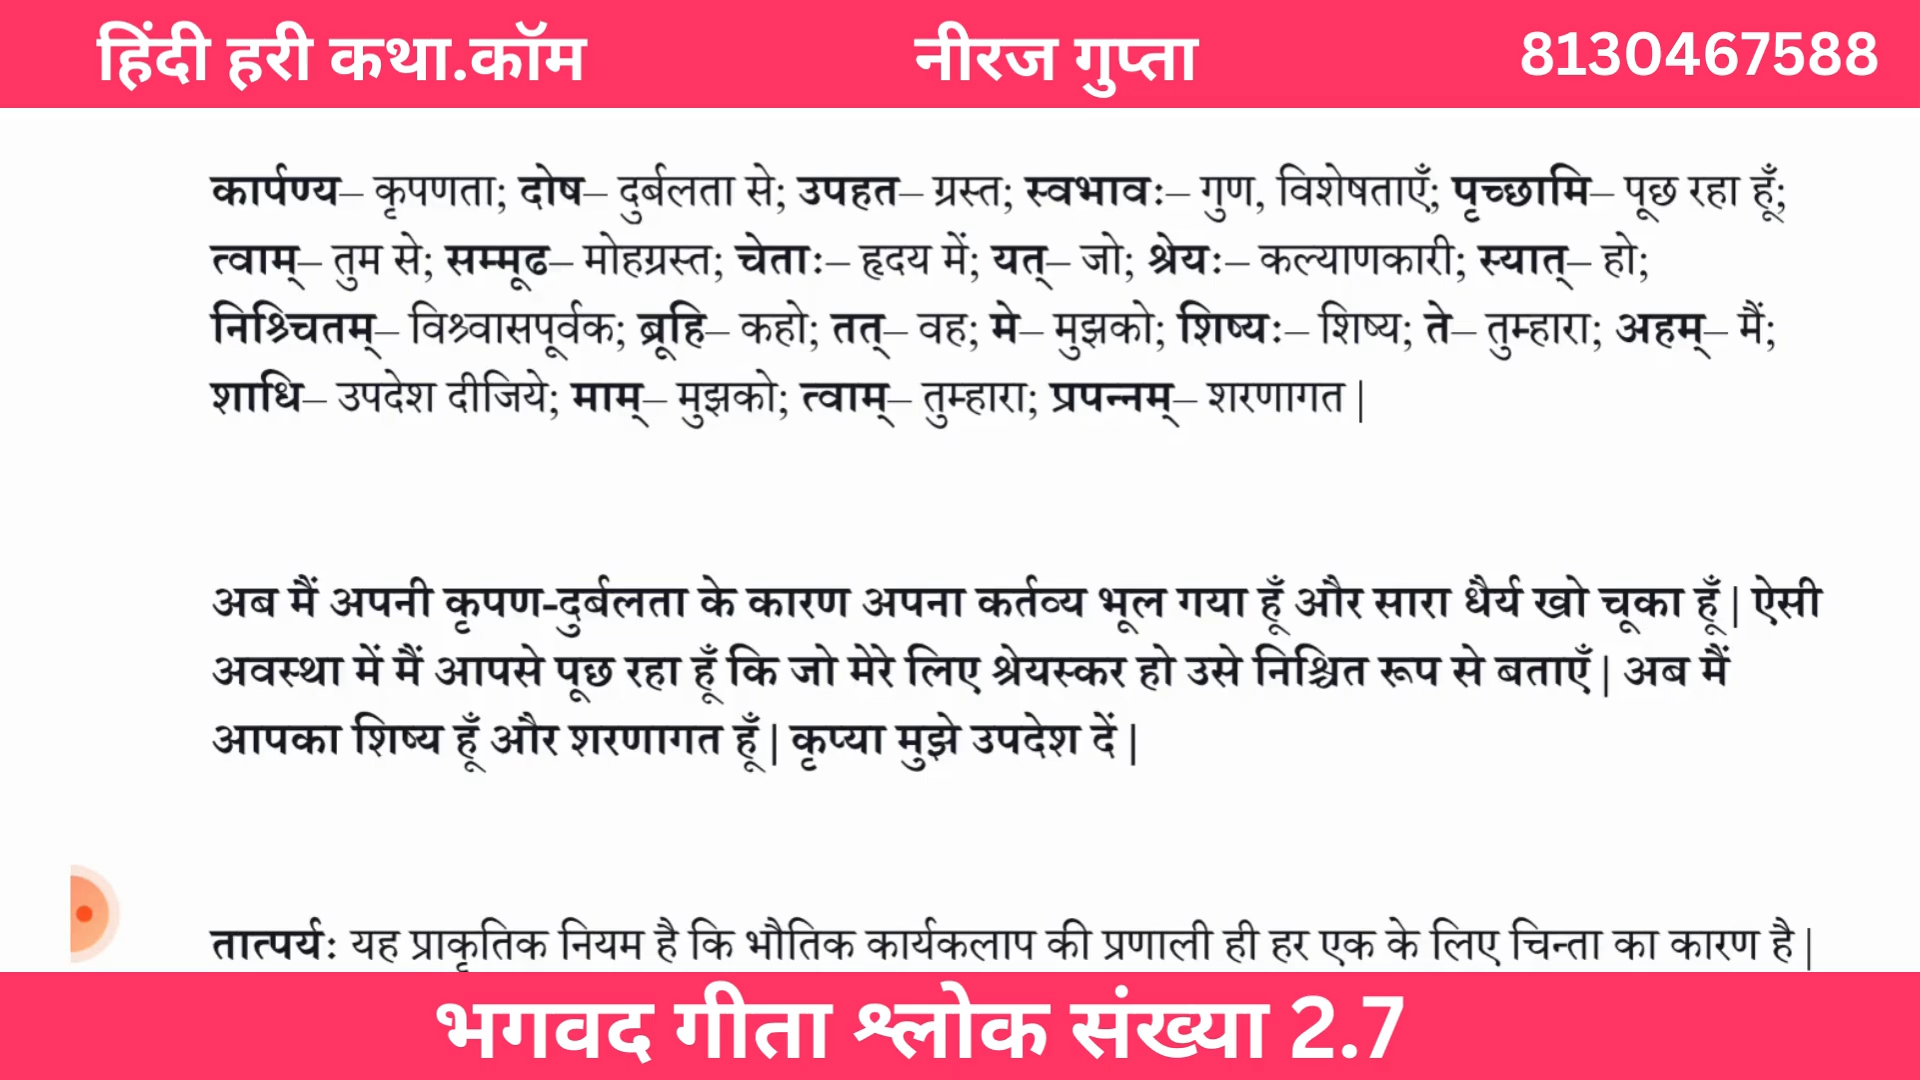 हिंदी हरी कथा.कॉम
नीरज गुप्ता
8130467588
कार्पण्य– कृपणता; दोष– दुर्बलता से; उपहत– ग्रस्त; स्वभावः– गुण, विशेषताएँ; पृच्छामि– पूछ रहा हूँ;
त्वाम्– तुम से; सम्मूढ– मोहग्रस्त; चेताः– हृदय में; यत्– जो; श्रेयः– कल्याणकारी; स्यात्– हो;
निश्र्चितम्– विश्र्वासपूर्वक; ब्रूहि– कहो; तत्– वह; मे– मुझको; शिष्यः– शिष्य; ते– तुम्हारा; अहम्– मैं;
शाधि– उपदेश दीजिये; माम्– मुझको; त्वाम्– तुम्हारा; प्रपन्नम्– शरणागत |
अब मैं अपनी कृपण-दुर्बलता के कारण अपना कर्तव्य भूल गया हूँ और सारा धैर्य खो चूका हूँ | ऐसी
अवस्था में मैं आपसे पूछ रहा हूँ कि जो मेरे लिए श्रेयस्कर हो उसे निश्चित रूप से बताएँ | अब मैं
आपका शिष्य हूँ और शरणागत हूँ | कृप्या मुझे उपदेश दें |
तात्पर्यः यह प्राकृतिक नियम है कि भौतिक कार्यकलाप की प्रणाली ही हर एक के लिए चिन्ता का कारण है |
भगवद गीता श्लोक संख्या 2.7